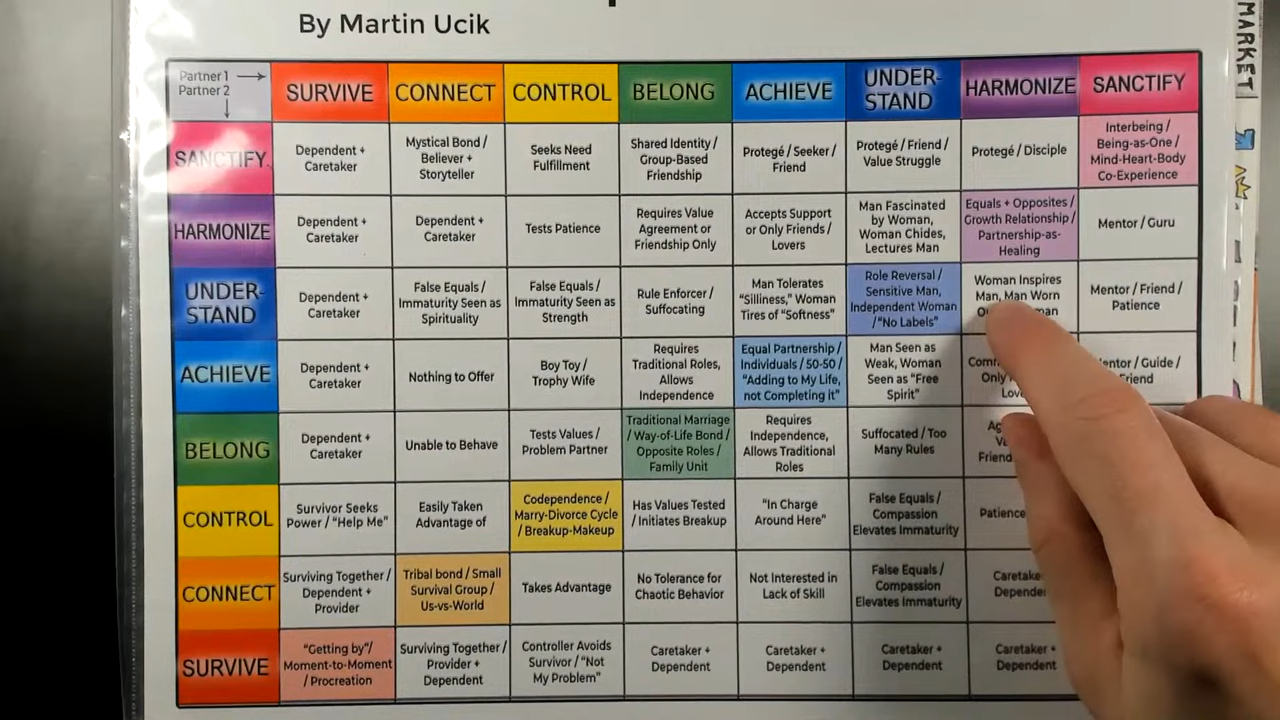 By Martin Ucik
MARKET
Partner 1
Partner 2
SURVIVE
CONNECT
CONTROL
BELONG
ACHIEVE
UNDER-
STAND
HARMONIZE
SANCTIFY
SANCTIFY
Dependent +
Caretaker
Mystical Bond /
Believer +
Storyteller
Seeks Need
Fulfillment
Shared Identity /
Group-Based
Friendship
Protegé / Seeker /
Friend
Protegé / Friend /
Value Struggle
Protegé / Disciple
Interbeing /
Being-as-One /
Mind-Heart-Body
Co-Experience
HARMONIZE
Dependent +
Caretaker
Dependent +
Caretaker
Tests Patience
Requires Value
Agreement or
Friendship Only
Accepts Support
or Only Friends /
Lovers
Man Fascinated
by Woman,
Woman Chides,
Lectures Man
Equals + Opposites /
Growth Relationship /
Partnership-as-
Healing
Mentor / Guru
UNDER-
STAND
Dependent +
Caretaker
False Equals /
Immaturity Seen as
Spirituality
False Equals /
Immaturity Seen as
Strength
Rule Enforcer /
Suffocating
Man Tolerates
“Silliness,” Woman
Tires of “Softness”
Role Reversal /
Sensitive Man,
Independent Woman
/“No Labels”
Woman Inspires
Man, Man Worn
Mentor / Friend /
Patience
ACHIEVE
Dependent +
Caretaker
Nothing to Offer
Boy Toy /
Trophy Wife
Requires
Traditional Roles,
Allows
Independence
Equal Partnership /
Individuals / 50-50 /
“Adding to My Life,
not Completing it”
Man Seen as
Weak, Woman
Seen as “Free
Spirit”
Only
/ Guide /
BELONG
Dependent +
Caretaker
Unable to Behave
Tests Values /
Problem Partner
Traditional Marriage
/ Way-of-Life Bond /
Opposite Roles /
Family Unit
Requires
Independence,
Allows Traditional
Roles
Suffocated / Too
Many Rules
CONTROL
Survivor Seeks
Power / “Help Me”
Easily Taken
Advantage of
Codependence /
Marry-Divorce Cycle
/ Breakup-Makeup
Has Values Tested
/ Initiates Breakup
“In Charge
Around Here”
False Equals /
Compassion
Elevates Immaturity
Patience
CONNECT
Surviving Together /
Dependent +
Provider
Tribal bond / Small
Survival Group /
Us-vs-World
Takes Advantage
No Tolerance for
Chaotic Behavior
Not Interested in
Lack of Skill
False Equals /
Compassion
Elevates Immaturity
SURVIVE
“Getting by”/
Moment-to-Moment
/ Procreation
Surviving Together /
Provider +
Dependent
Controller Avoids
Survivor / “Not
My Problem”
Caretaker +
Dependent
Caretaker +
Dependent
Caretaker +
Dependent
Caretaker +
Dependent